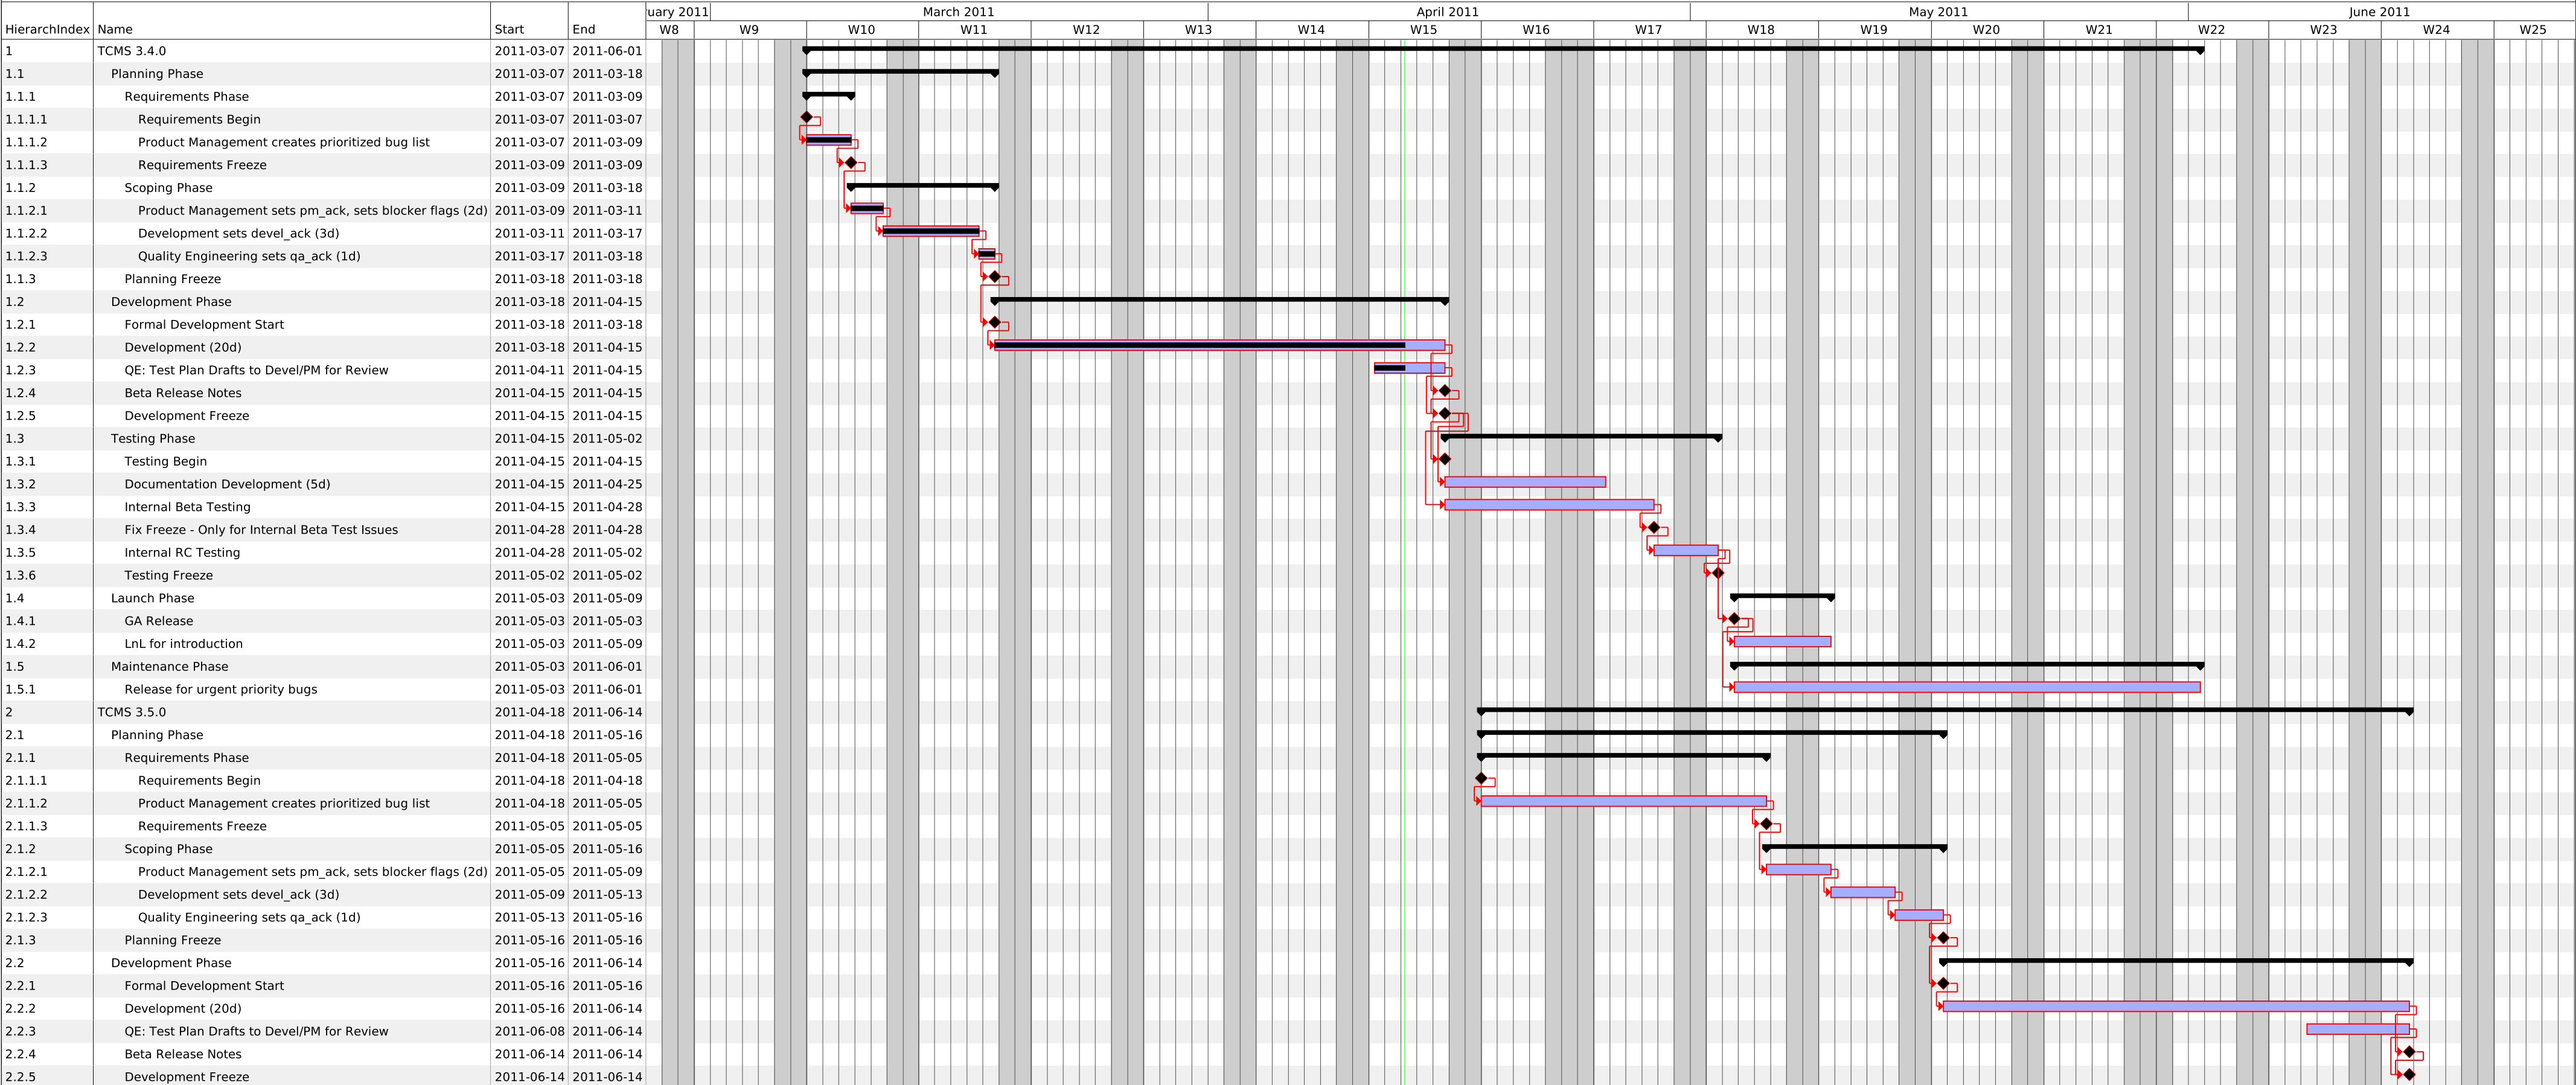 uary 2011 March 2011 April 2011 May 2011 June 2011
HierarchIndex Name Start End W8 W9 W10 W11 W12 W13 W14 W15 W16 W17 W18 W19 W20 W21 W22 W23 W24 W25
1 TCMS 3.4.0 2011-03-07 2011-06-01
1.1 Planning Phase 2011-03-07 2011-03-18
1.1.1 Requirements Phase 2011-03-07 2011-03-09
1.1.1.1 Requirements Begin 2011-03-07 2011-03-07
1.1.1.2 Product Management creates prioritized bug list 2011-03-07 2011-03-09
1.1.1.3 Requirements Freeze 2011-03-09 2011-03-09
1.1.2 Scoping Phase 2011-03-09 2011-03-18
1.1.2.1 Product Management sets pm_ack, sets blocker flags (2d) 2011-03-09 2011-03-11
1.1.2.2 Development sets devel_ack (3d) 2011-03-11 2011-03-17
1.1.2.3 Quality Engineering sets qa_ack (1d) 2011-03-17 2011-03-18
1.1.3 Planning Freeze 2011-03-18 2011-03-18
1.2 Development Phase 2011-03-18 2011-04-15
1.2.1 Formal Development Start 2011-03-18 2011-03-18
1.2.2 Development (20d) 2011-03-18 2011-04-15
1.2.3 QE: Test Plan Drafts to Devel/PM for Review 2011-04-11 2011-04-15
1.2.4 Beta Release Notes 2011-04-15 2011-04-15
1.2.5 Development Freeze 2011-04-15 2011-04-15
1.3 Testing Phase 2011-04-15 2011-05-02
1.3.1 Testing Begin 2011-04-15 2011-04-15
1.3.2 Documentation Development (5d) 2011-04-15 2011-04-25
1.3.3 Internal Beta Testing 2011-04-15 2011-04-28
1.3.4 Fix Freeze - Only for Internal Beta Test Issues 2011-04-28 2011-04-28
1.3.5 Internal RC Testing 2011-04-28 2011-05-02
1.3.6 Testing Freeze 2011-05-02 2011-05-02
1.4 Launch Phase 2011-05-03 2011-05-09
1.4.1 GA Release 2011-05-03 2011-05-03
1.4.2 LnL for introduction 2011-05-03 2011-05-09
1.5 Maintenance Phase 2011-05-03 2011-06-01
1.5.1 Release for urgent priority bugs 2011-05-03 2011-06-01
2 TCMS 3.5.0 2011-04-18 2011-06-14
2.1 Planning Phase 2011-04-18 2011-05-16
2.1.1 Requirements Phase 2011-04-18 2011-05-05
2.1.1.1 Requirements Begin 2011-04-18 2011-04-18
2.1.1.2 Product Management creates prioritized bug list 2011-04-18 2011-05-05
2.1.1.3 Requirements Freeze 2011-05-05 2011-05-05
2.1.2 Scoping Phase 2011-05-05 2011-05-16
2.1.2.1 Product Management sets pm_ack, sets blocker flags (2d) 2011-05-05 2011-05-09
2.1.2.2 Development sets devel_ack (3d) 2011-05-09 2011-05-13
2.1.2.3 Quality Engineering sets qa_ack (1d) 2011-05-13 2011-05-16
2.1.3 Planning Freeze 2011-05-16 2011-05-16
2.2 Development Phase 2011-05-16 2011-06-14
2.2.1 Formal Development Start 2011-05-16 2011-05-16
2.2.2 Development (20d) 2011-05-16 2011-06-14
2.2.3 QE: Test Plan Drafts to Devel/PM for Review 2011-06-08 2011-06-14
2.2.4 Beta Release Notes 2011-06-14 2011-06-14
2.2.5 Development Freeze 2011-06-14 2011-06-14